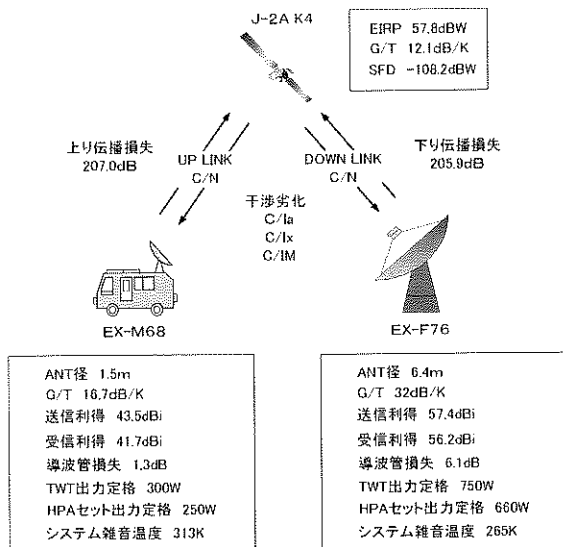 J-2A K4
EIRP 57.8dBW
G/T 12.1dB/K
SFD -108.2dBW
上り伝播損失
207.0dB
UP LINK
C/N
DOWN LINK
C/N
下り伝播損失
205.9dB
干渉劣化
C/Ia
C/Ix
C/IM
EX-M68
EX-F76
ANT径 1.5m
G/T 16.7dB/K
送信利得 43.5dBi
受信利得 41.7dBi
導波管損失 1.3dB
TWT出力定格 300W
HPAセット出力定格 250W
システム雑音温度 313K
ANT径 6.4m
G/T 32dB/K
送信利得 57.4dBi
受信利得 56.2dBi
導波管損失 6.1dB
TWT出力定格 750W
HPAセット出力定格 660W
システム雑音温度 265K